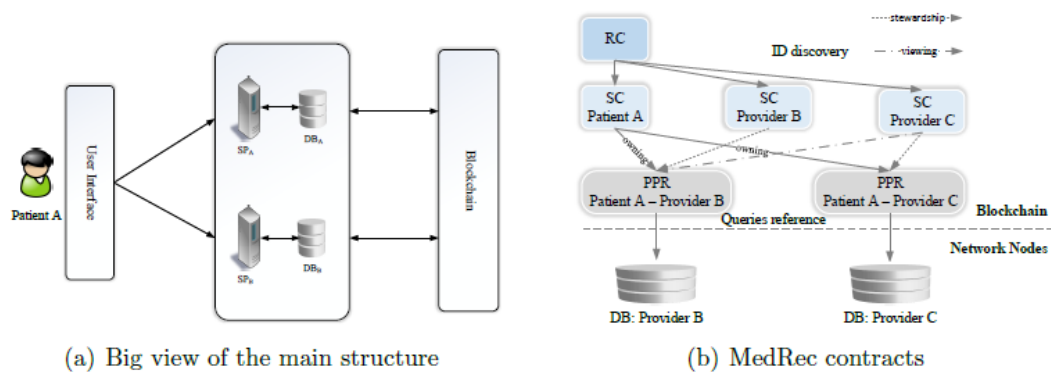 Patient A
User Interface
SP_A
DB_A
SP_B
DB_B
Blockchain
(a) Big view of the main structure
RC
stewardship
ID discovery
viewing
SC
Patient A
SC
Provider B
SC
Provider C
owning
owning
PPR
Patient A – Provider B
PPR
Patient A – Provider C
Queries reference
Blockchain
Network Nodes
DB: Provider B
DB: Provider C
(b) MedRec contracts